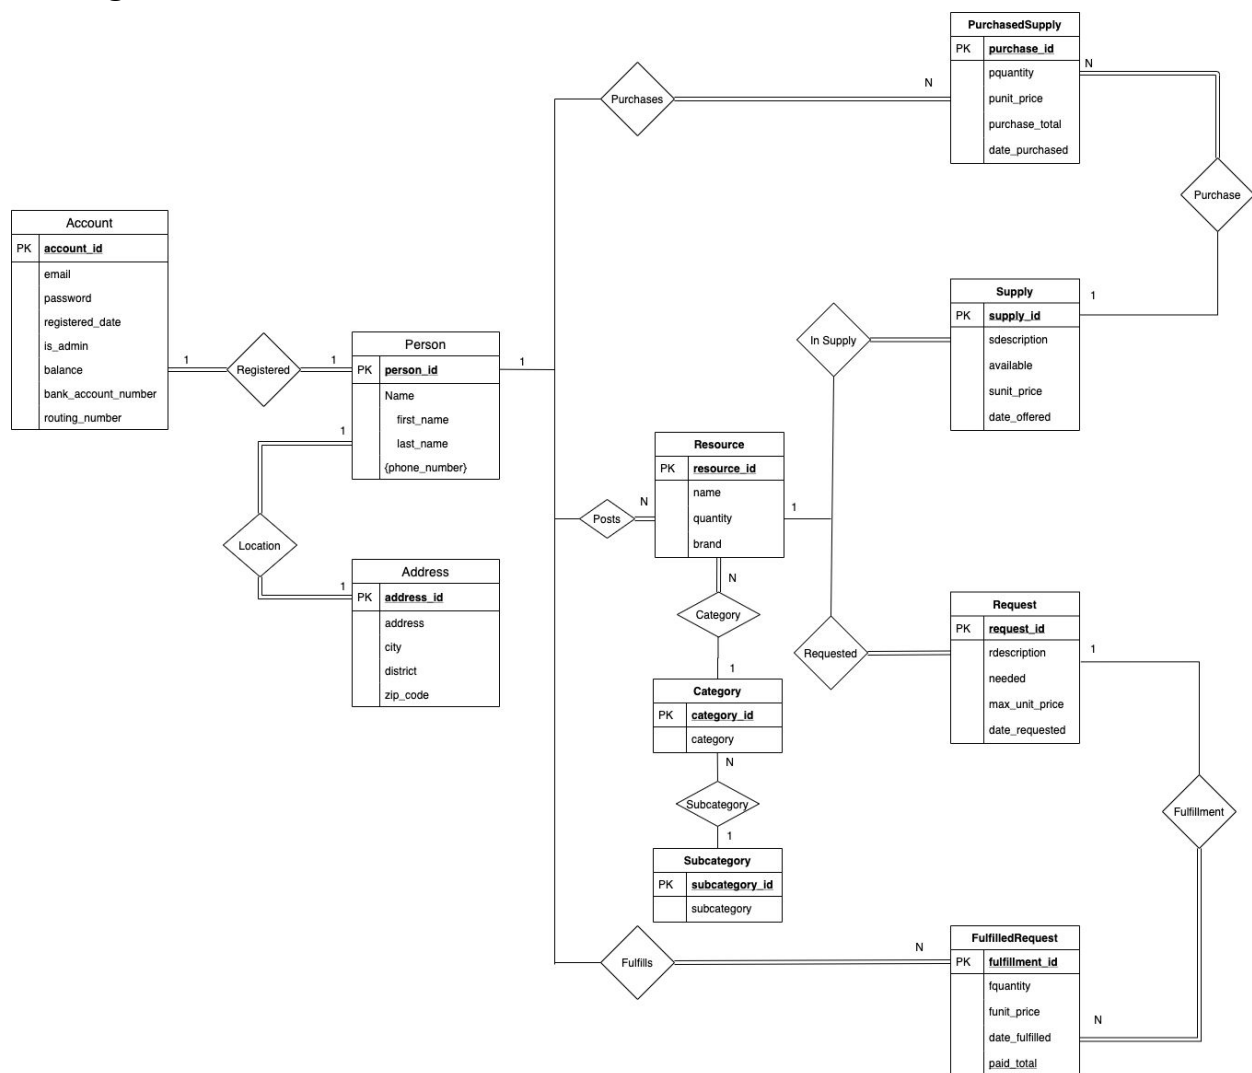 PurchasedSupply
PK purchase_id
pquantity
punit_price
purchase_total
date_purchased
N
N
Purchases
Purchase
Account
PK account_id
email
password
registered_date
is_admin
balance
bank_account_number
routing_number
1
Registered
1
Person
PK person_id
Name
first_name
last_name
{phone_number}
1
1
Location
1
Address
PK address_id
address
city
district
zip_code
Supply
PK supply_id
sdescription
available
sunit_price
date_offered
1
In Supply
Resource
PK resource_id
name
quantity
brand
N
Posts
1
N
Category
1
Category
PK category_id
category
N
Subcategory
1
Subcategory
PK subcategory_id
subcategory
Requested
Request
PK request_id
rdescription
needed
max_unit_price
date_requested
1
Fulfillment
Fulfills
N
FulfilledRequest
PK fulfillment_id
fquantity
funit_price
date_fulfilled
paid_total
N